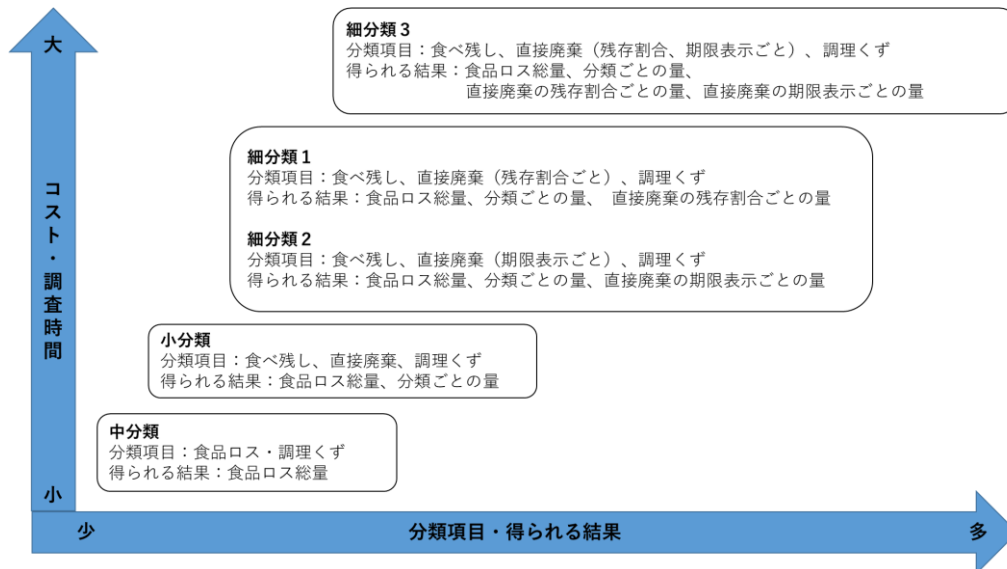 大
コスト・調査時間
小
細分類3
分類項目：食べ残し、直接廃棄（残存割合、期限表示ごと）、調理くず
得られる結果：食品ロス総量、分類ごとの量、
直接廃棄の残存割合ごとの量、直接廃棄の期限表示ごとの量
細分類1
分類項目：食べ残し、直接廃棄（残存割合ごと）、調理くず
得られる結果：食品ロス総量、分類ごとの量、 直接廃棄の残存割合ごとの量
細分類2
分類項目：食べ残し、直接廃棄（期限表示ごと）、調理くず
得られる結果：食品ロス総量、分類ごとの量、直接廃棄の期限表示ごとの量
小分類
分類項目：食べ残し、直接廃棄、調理くず
得られる結果：食品ロス総量、分類ごとの量
中分類
分類項目：食品ロス・調理くず
得られる結果：食品ロス総量
少
分類項目・得られる結果
多